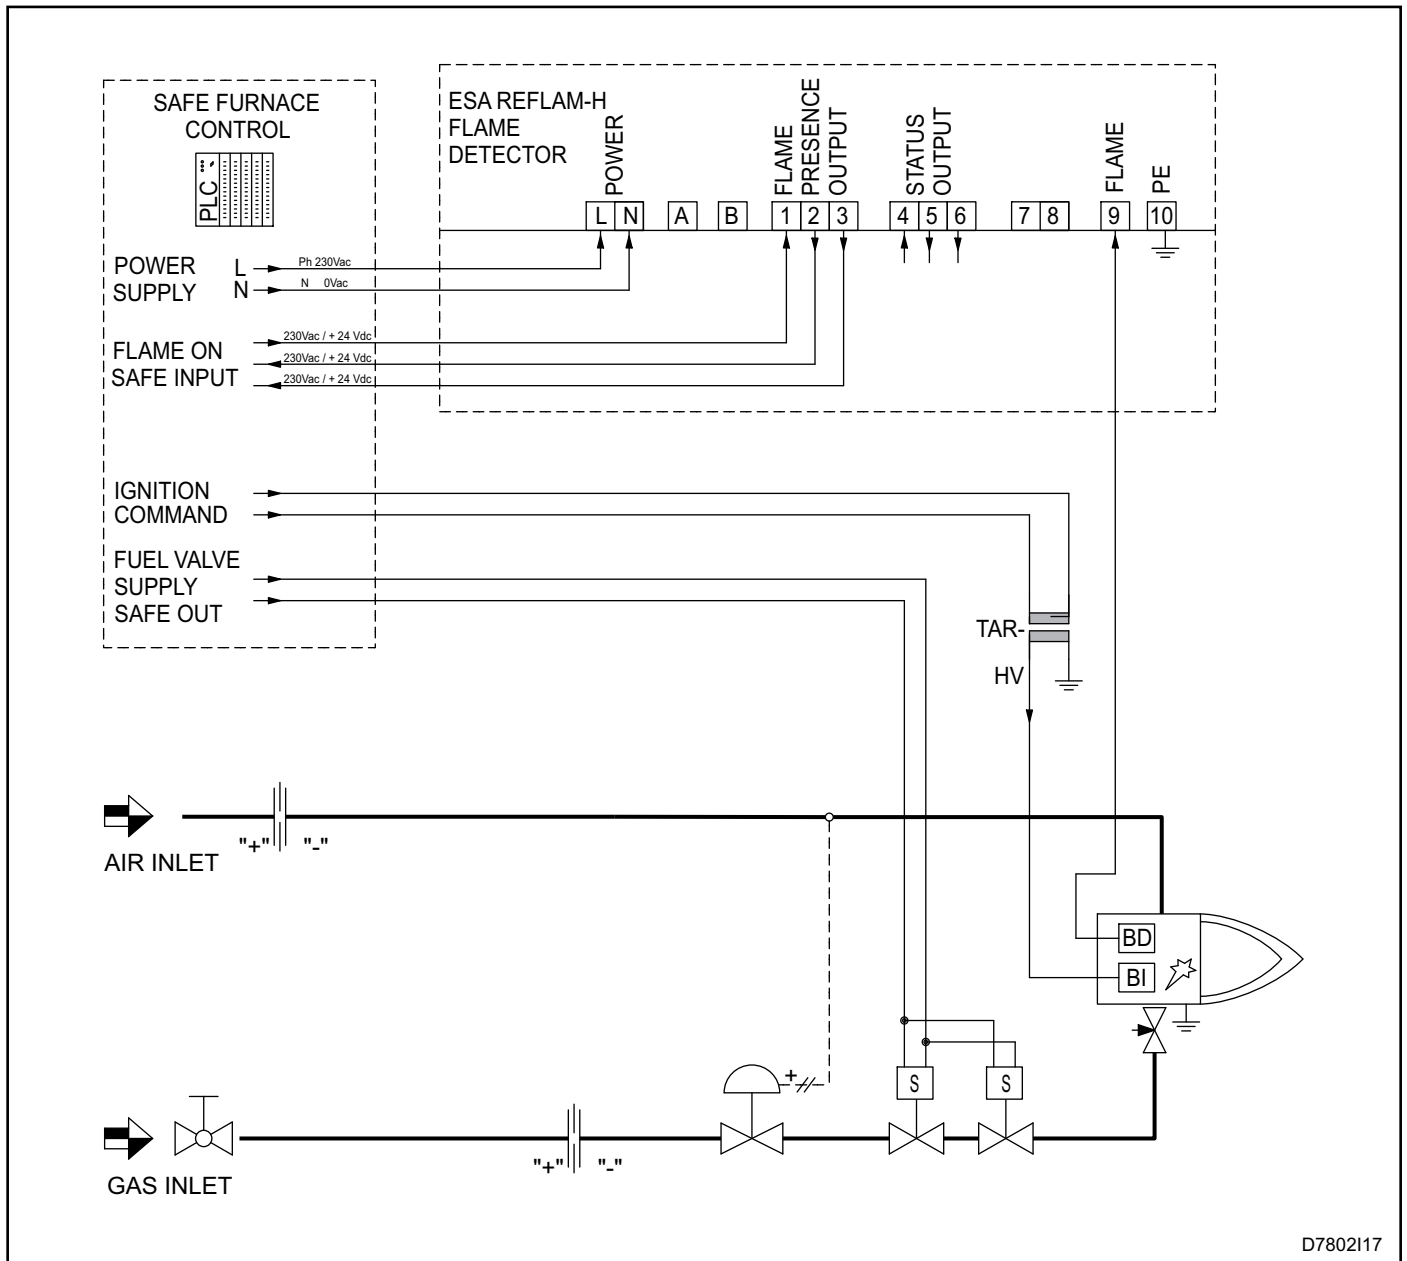 SAFE FURNACE
CONTROL
PLC
POWER
SUPPLY
L
N
Ph 230Vac
N 0Vac
FLAME ON
SAFE INPUT
230Vac / + 24 Vdc
230Vac / + 24 Vdc
230Vac / + 24 Vdc
IGNITION
COMMAND
FUEL VALVE
SUPPLY
SAFE OUT
ESA REFLAM-H
FLAME
DETECTOR
POWER
FLAME
PRESENCE
OUTPUT
STATUS
OUTPUT
FLAME
PE
L N A B 1 2 3 4 5 6 7 8 9 10
TAR-
HV
"+" "-"
AIR INLET
BD
BI
+
S S
"+" "-"
GAS INLET
D7802I17